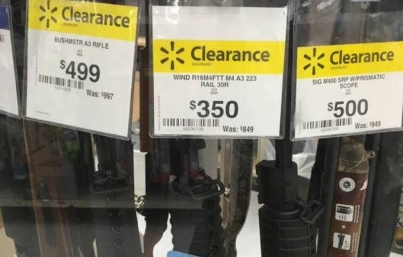 Clearance
BUSHMSTR A3 RIFLE
$499
Was: $997
Clearance
WIND R16M4FTT M4 A3 223
RAIL 30R
$350
Was: $849
Clearance
SIG M400 SRP W/PRISMATIC
SCOPE
$500
Was: $949